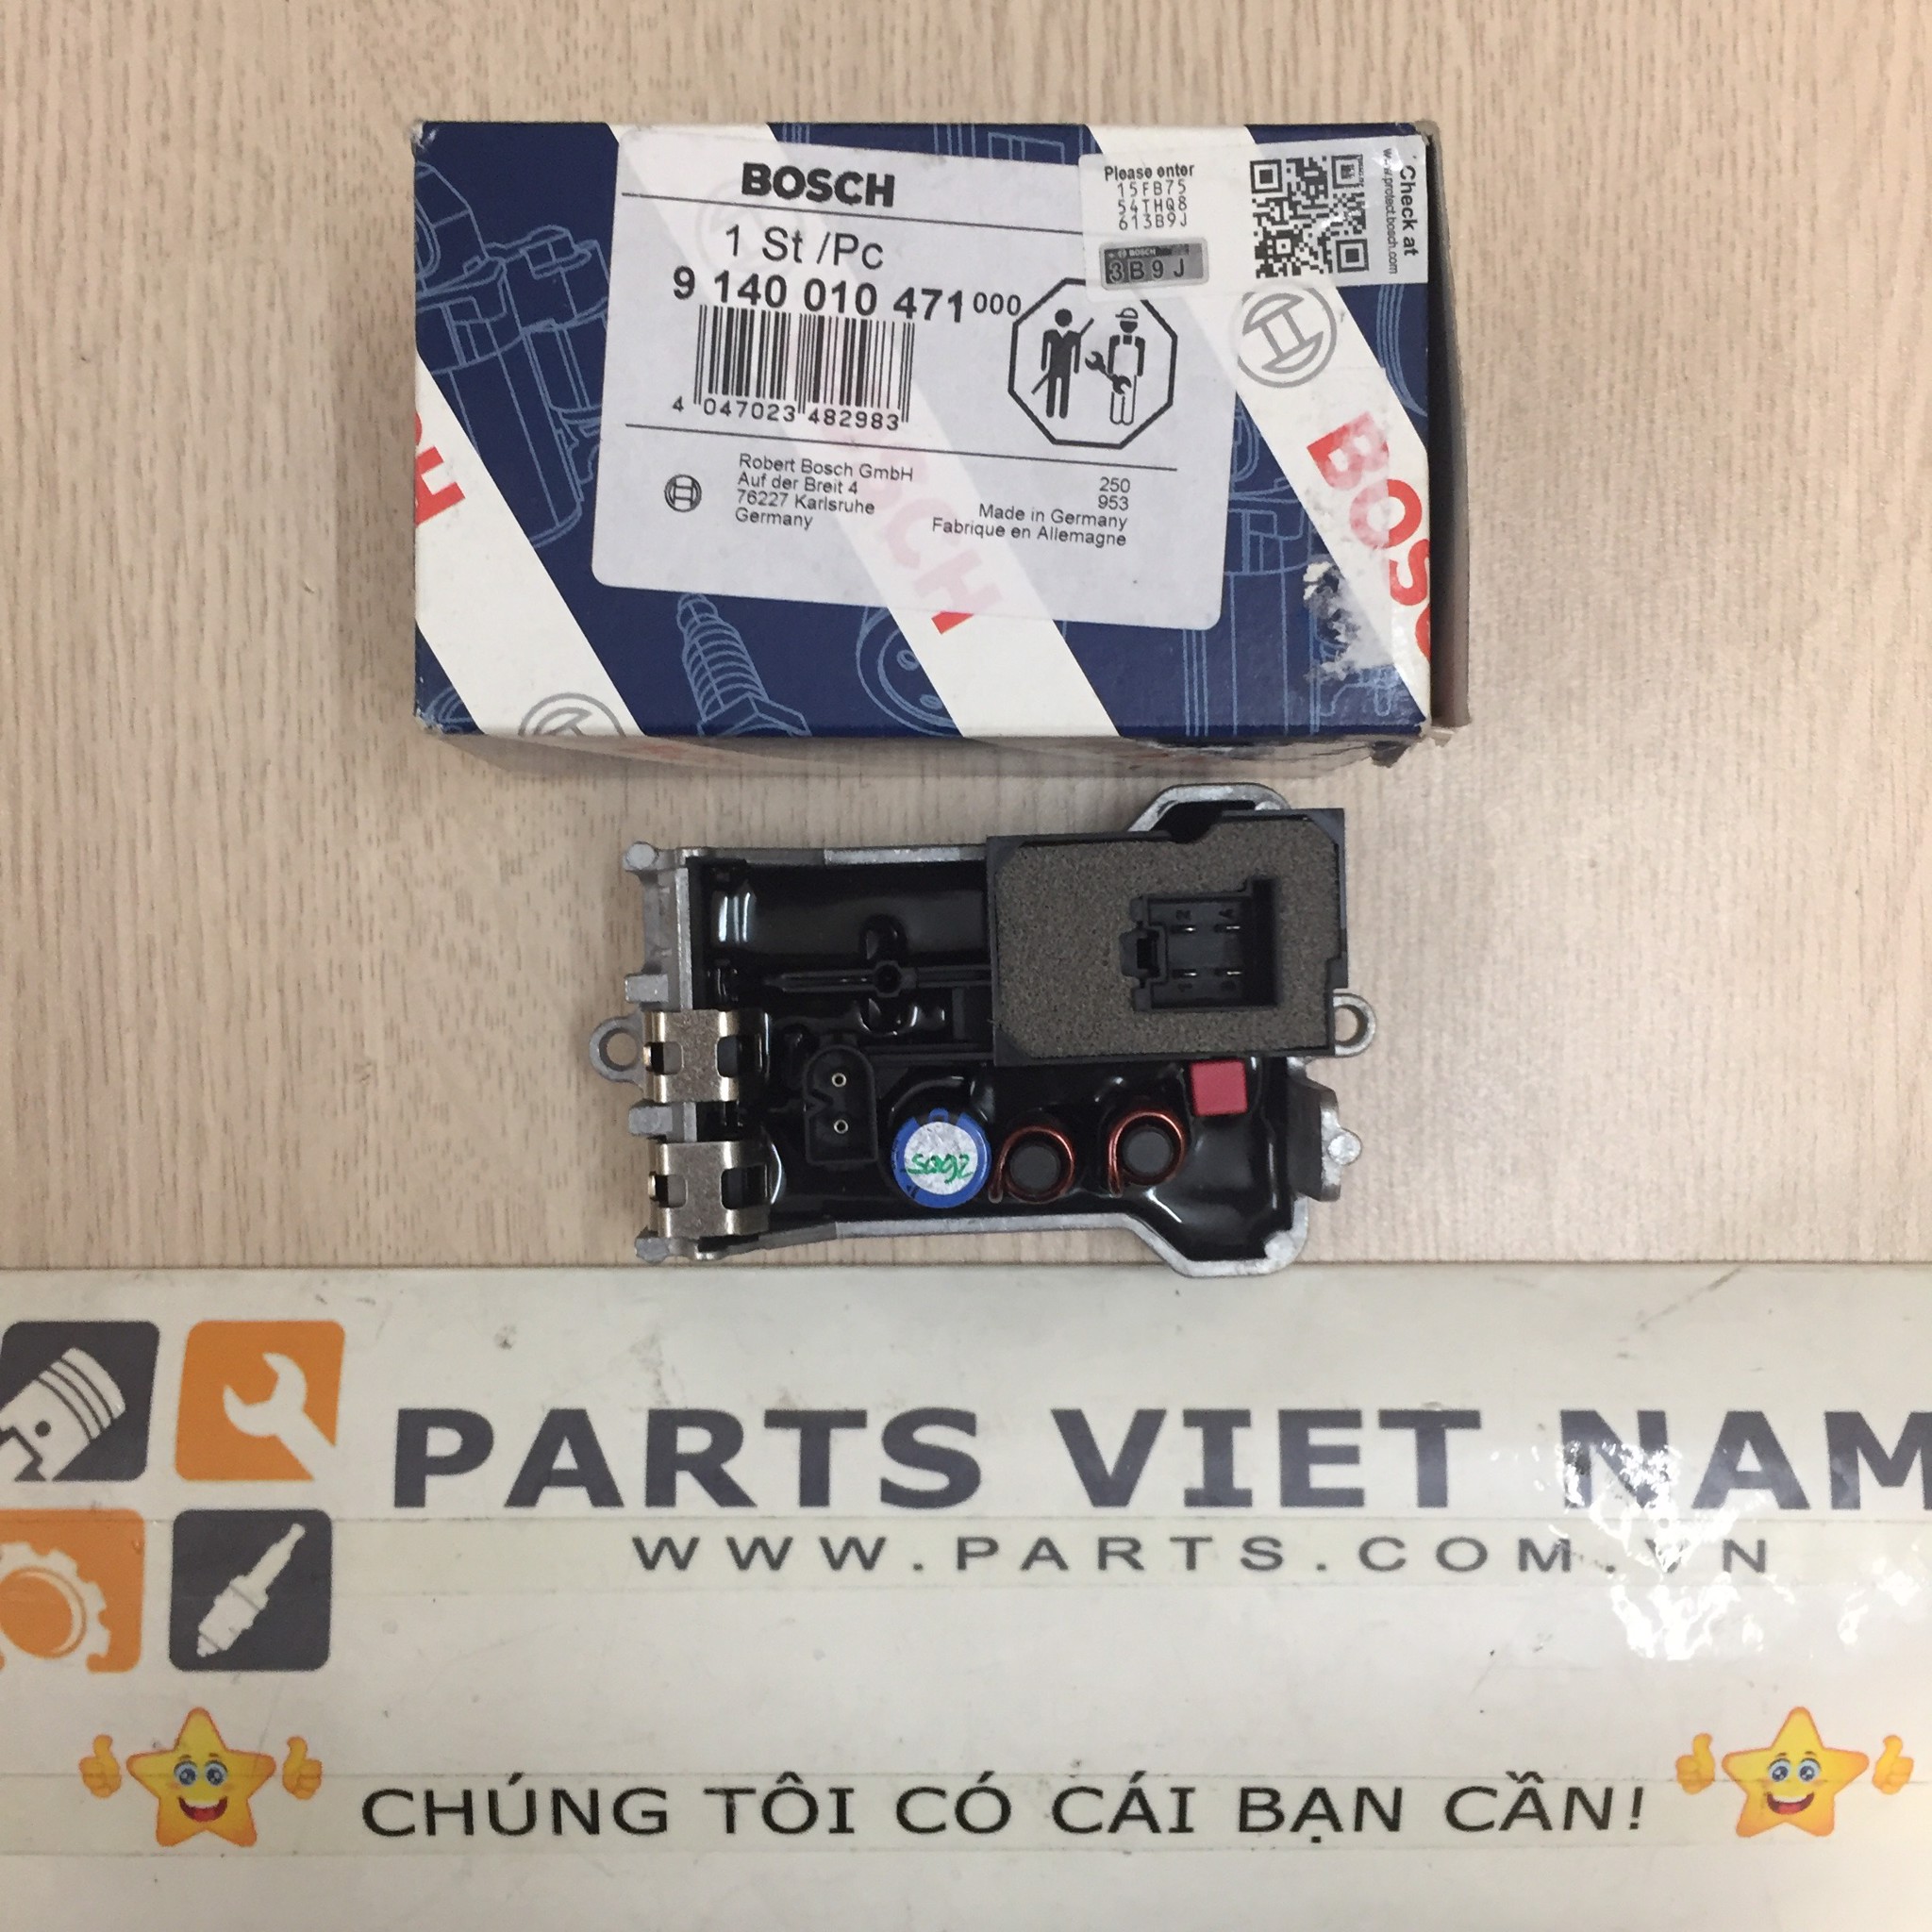 BOSCH
1 St /Pc
9 140 010 471 000
4 047023 482983
Robert Bosch GmbH
Auf der Breit 4
76227 Karlsruhe
Germany
250
953
Made in Germany
Fabrique en Allemagne
Please enter
15FB75
54THQ8
613B9J
BOSCH
3B9J
Check at
www.protect.bosch.com
BOSC
CH
H
PARTS VIET NAM
WWW.PARTS.COM.VN
CHÚNG TÔI CÓ CÁI BẠN CẦN!